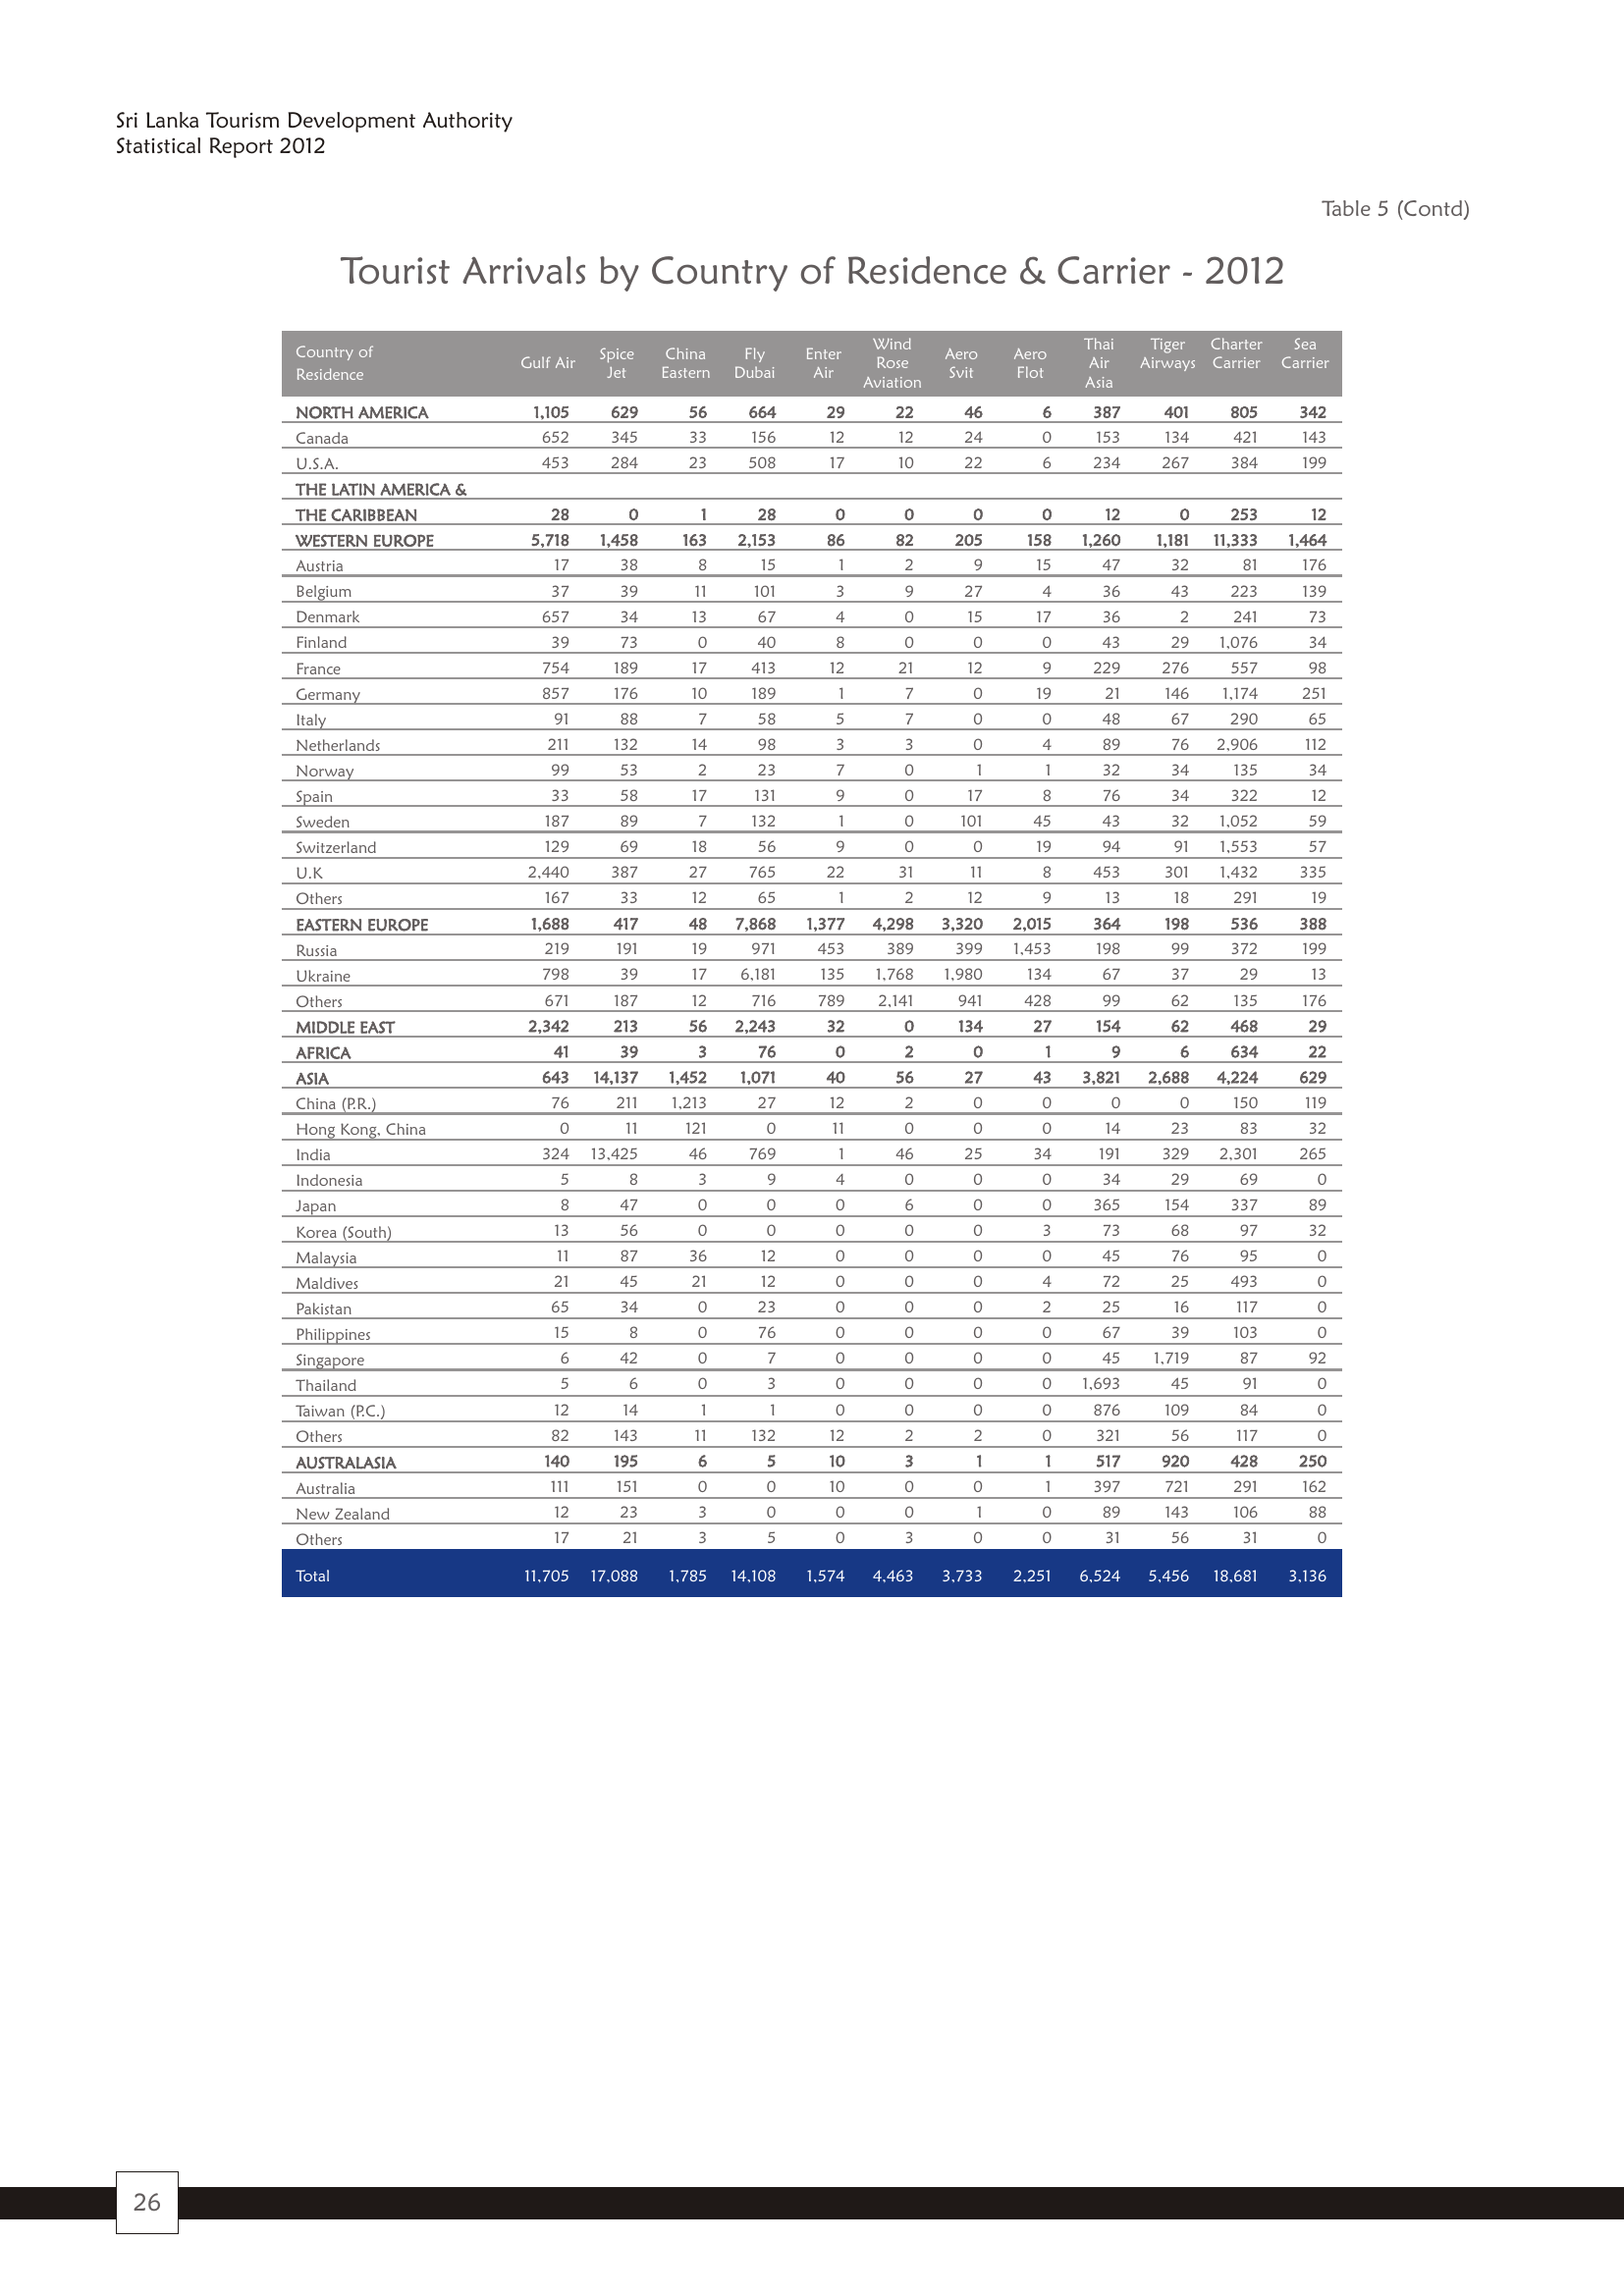 Sri Lanka Tourism Development Authority
Statistical Report 2012
Table 5 (Contd)
Tourist Arrivals by Country of Residence & Carrier - 2012
Country of Residence Gulf Air Spice Jet China Eastern Fly Dubai Enter Air Wind Rose Aviation Aero Svit Aero Flot Thai Air Asia Tiger Airways Charter Carrier Sea Carrier
NORTH AMERICA 1,105 629 56 664 29 22 46 6 387 401 805 342
Canada 652 345 33 156 12 12 24 0 153 134 421 143
U.S.A. 453 284 23 508 17 10 22 6 234 267 384 199
THE LATIN AMERICA &
THE CARIBBEAN 28 0 1 28 0 0 0 0 12 0 253 12
WESTERN EUROPE 5,718 1,458 163 2,153 86 82 205 158 1,260 1,181 11,333 1,464
Austria 17 38 8 15 1 2 9 15 47 32 81 176
Belgium 37 39 11 101 3 9 27 4 36 43 223 139
Denmark 657 34 13 67 4 0 15 17 36 2 241 73
Finland 39 73 0 40 8 0 0 0 43 29 1,076 34
France 754 189 17 413 12 21 12 9 229 276 557 98
Germany 857 176 10 189 1 7 0 19 21 146 1,174 251
Italy 91 88 7 58 5 7 0 0 48 67 290 65
Netherlands 211 132 14 98 3 3 0 4 89 76 2,906 112
Norway 99 53 2 23 7 0 1 1 32 34 135 34
Spain 33 58 17 131 9 0 17 8 76 34 322 12
Sweden 187 89 7 132 1 0 101 45 43 32 1,052 59
Switzerland 129 69 18 56 9 0 0 19 94 91 1,553 57
U.K 2,440 387 27 765 22 31 11 8 453 301 1,432 335
Others 167 33 12 65 1 2 12 9 13 18 291 19
EASTERN EUROPE 1,688 417 48 7,868 1,377 4,298 3,320 2,015 364 198 536 388
Russia 219 191 19 971 453 389 399 1,453 198 99 372 199
Ukraine 798 39 17 6,181 135 1,768 1,980 134 67 37 29 13
Others 671 187 12 716 789 2,141 941 428 99 62 135 176
MIDDLE EAST 2,342 213 56 2,243 32 0 134 27 154 62 468 29
AFRICA 41 39 3 76 0 2 0 1 9 6 634 22
ASIA 643 14,137 1,452 1,071 40 56 27 43 3,821 2,688 4,224 629
China (P.R.) 76 211 1,213 27 12 2 0 0 0 0 150 119
Hong Kong, China 0 11 121 0 11 0 0 0 14 23 83 32
India 324 13,425 46 769 1 46 25 34 191 329 2,301 265
Indonesia 5 8 3 9 4 0 0 0 34 29 69 0
Japan 8 47 0 0 0 6 0 0 365 154 337 89
Korea (South) 13 56 0 0 0 0 0 3 73 68 97 32
Malaysia 11 87 36 12 0 0 0 0 45 76 95 0
Maldives 21 45 21 12 0 0 0 4 72 25 493 0
Pakistan 65 34 0 23 0 0 0 2 25 16 117 0
Philippines 15 8 0 76 0 0 0 0 67 39 103 0
Singapore 6 42 0 7 0 0 0 0 45 1,719 87 92
Thailand 5 6 0 3 0 0 0 0 1,693 45 91 0
Taiwan (P.C.) 12 14 1 1 0 0 0 0 876 109 84 0
Others 82 143 11 132 12 2 2 0 321 56 117 0
AUSTRALASIA 140 195 6 5 10 3 1 1 517 920 428 250
Australia 111 151 0 0 10 0 0 1 397 721 291 162
New Zealand 12 23 3 0 0 0 1 0 89 143 106 88
Others 17 21 3 5 0 3 0 0 31 56 31 0
Total 11,705 17,088 1,785 14,108 1,574 4,463 3,733 2,251 6,524 5,456 18,681 3,136
26